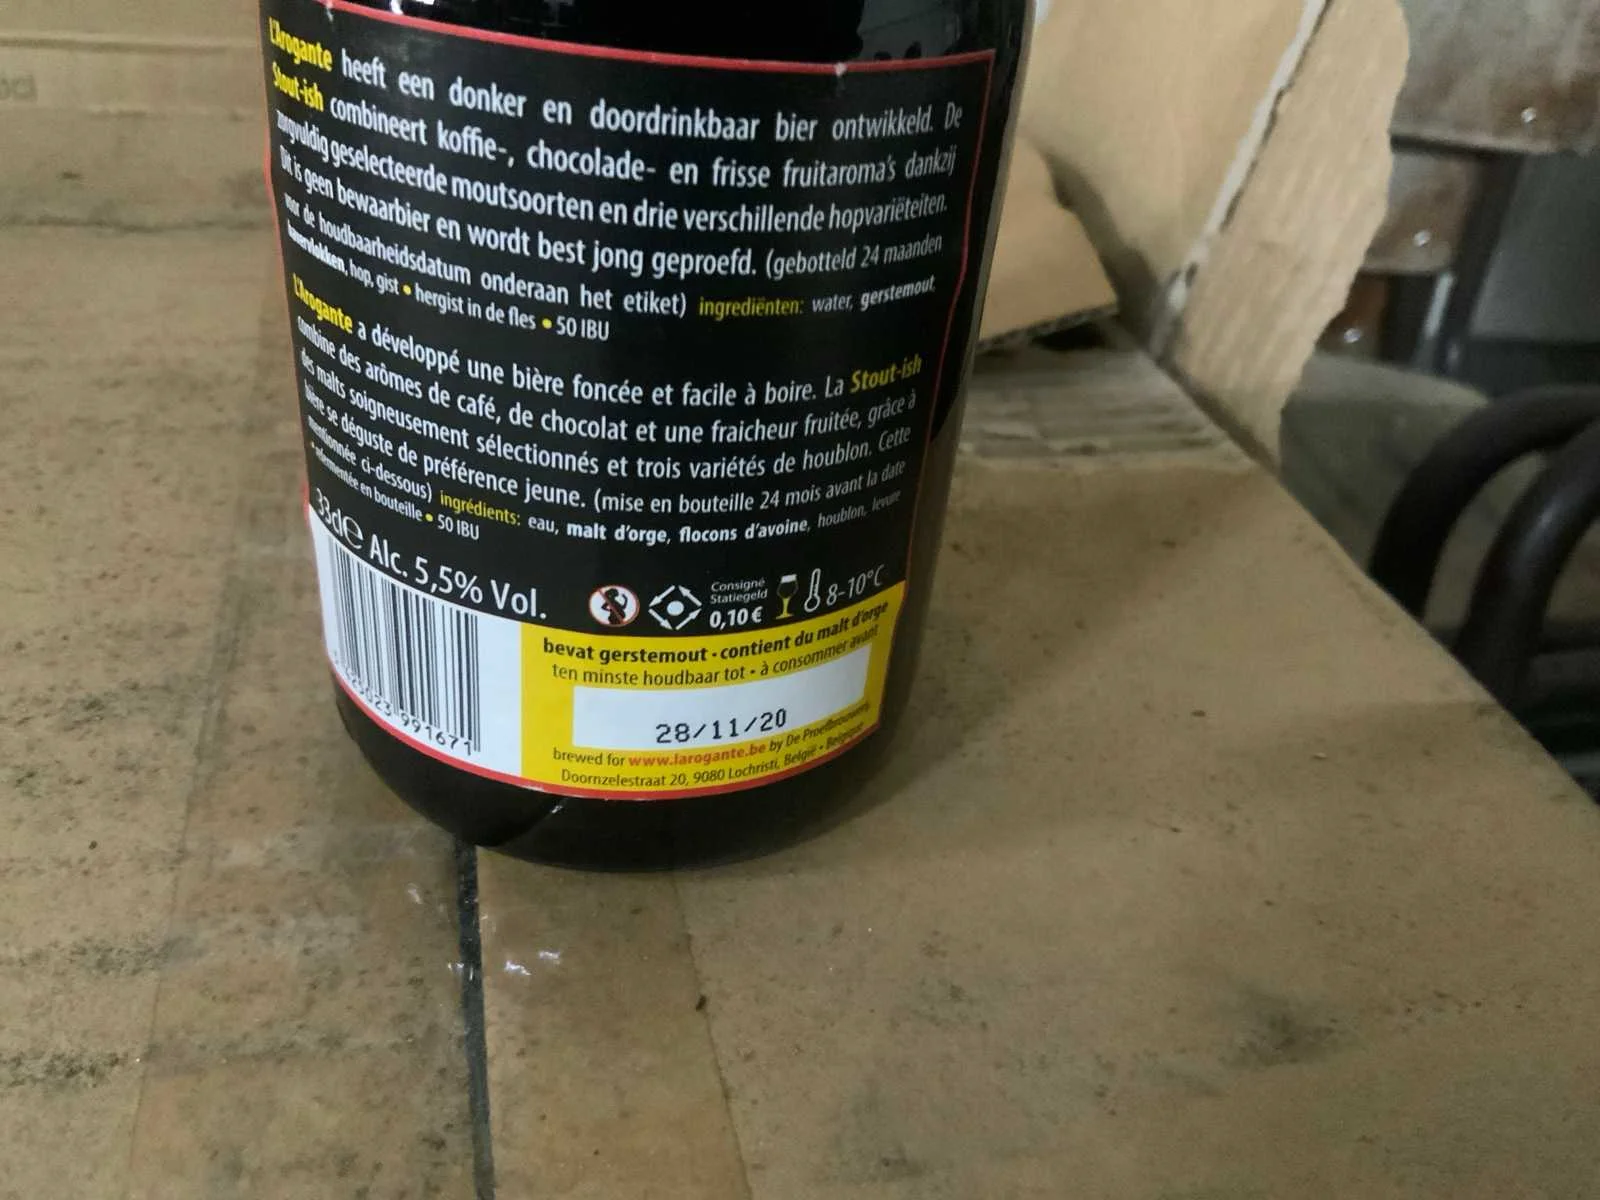 L'Arogante heeft een donker en doordrinkbaar bier ontwikkeld. De
Stout-ish combineert koffie-, chocolade- en frisse fruitaroma's dankzij
zorgvuldig geselecteerde moutsoorten en drie verschillende hopvariëteiten.
Dit is geen bewaarbier en wordt best jong geproefd. (gebotteld 24 maanden
voor de houdbaarheidsdatum onderaan het etiket) ingrediënten: water, gerstemout,
havervlokken, hop, gist • hergist in de fles • 50 IBU
L'Arogante a développé une bière foncée et facile à boire. La Stout-ish
combine des arômes de café, de chocolat et une fraicheur fruitée, grâce à
des malts soigneusement sélectionnés et trois variétés de houblon. Cette
bière se déguste de préférence jeune. (mise en bouteille 24 mois avant la date
mentionnée ci-dessous) ingrédients: eau, malt d'orge, flocons d'avoine, houblon, levure
• refermentée en bouteille • 50 IBU
33cl e Alc. 5,5% Vol.
Consigné
Statiegeld
0,10 €
8-10°C
bevat gerstemout · contient du malt d'orge
ten minste houdbaar tot · à consommer avant
28/11/20
brewed for www.larogante.be by De Proefbrouwerij,
Doornzelestraat 20, 9080 Lochristi, België • Belgique
991671